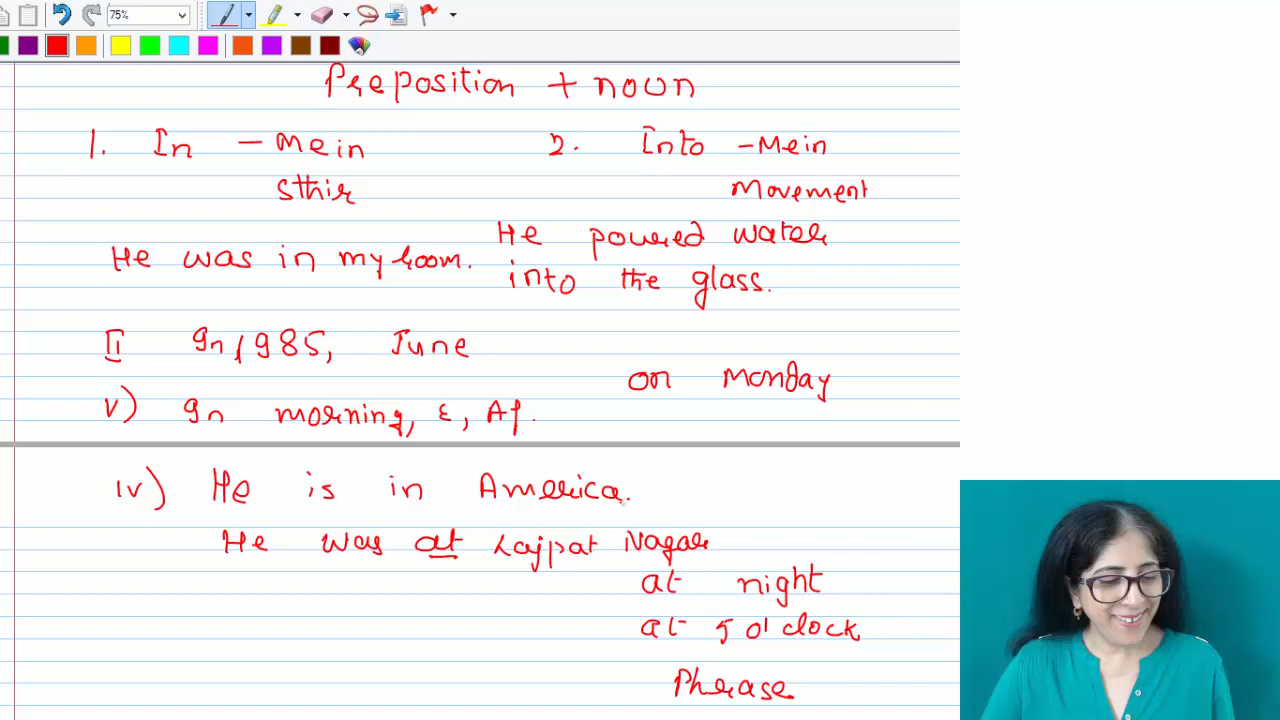 75%
Preposition + noun
1. In - Mein
sthir
2. Into - Mein
Movement
He was in my room.
He poured water
into the glass.
II In 1985, June
on Monday
v) In morning, E, Af.
iv) He is in America.
He was at Lajpat Nagar
at night
at 5 o'clock
Phrase